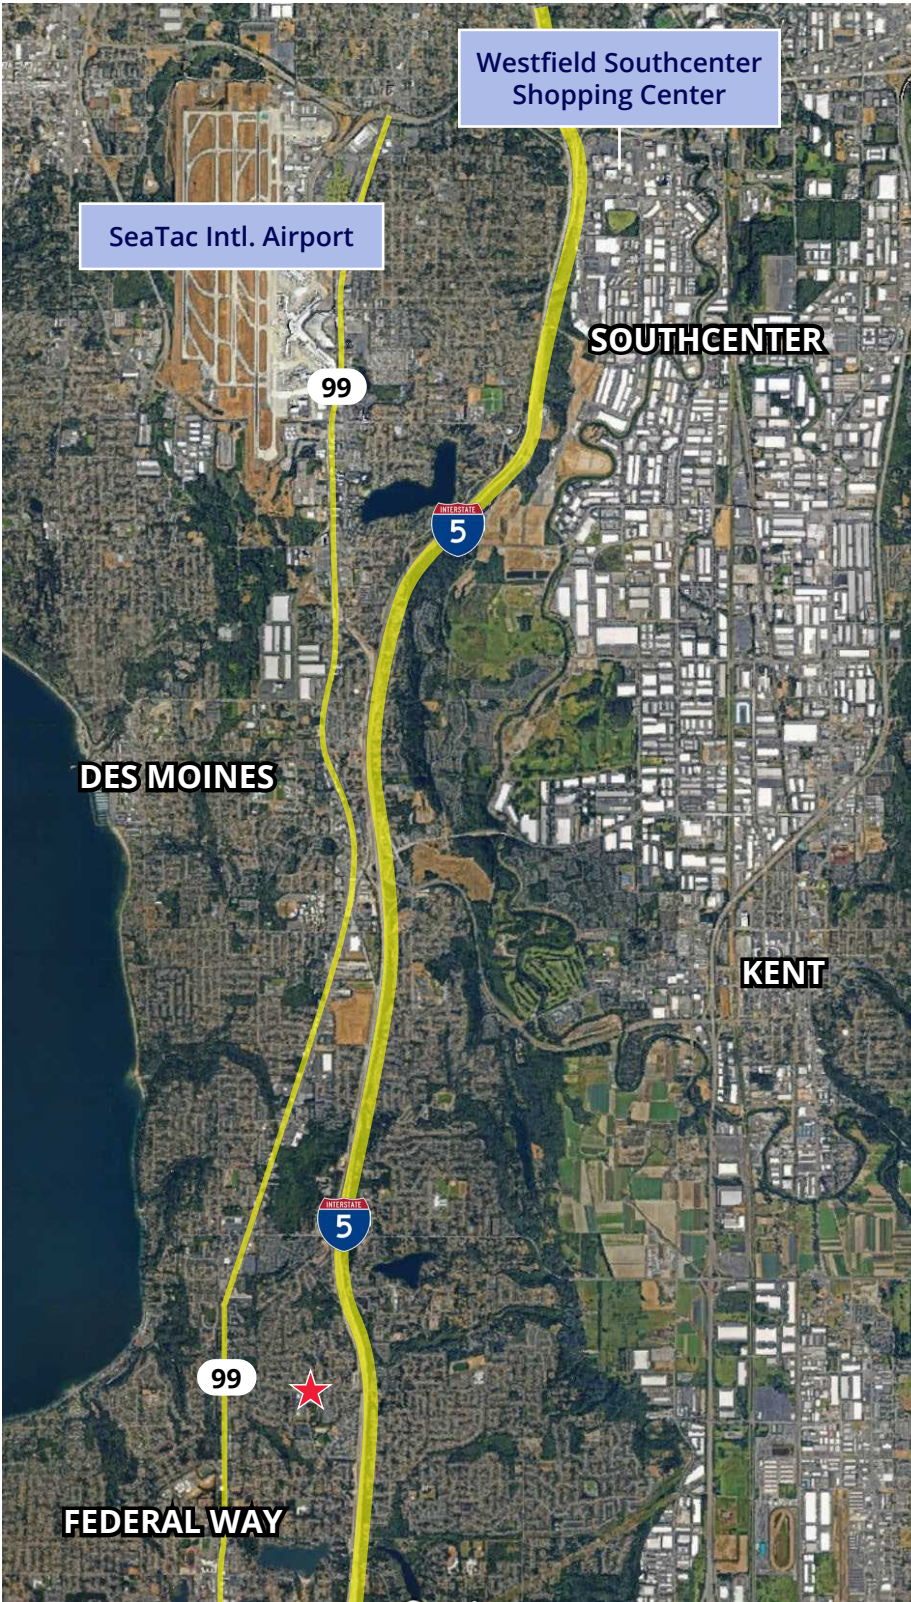 Westfield Southcenter
Shopping Center
SeaTac Intl. Airport
SOUTHCENTER
99
INTERSTATE
5
DES MOINES
KENT
INTERSTATE
5
99
FEDERAL WAY